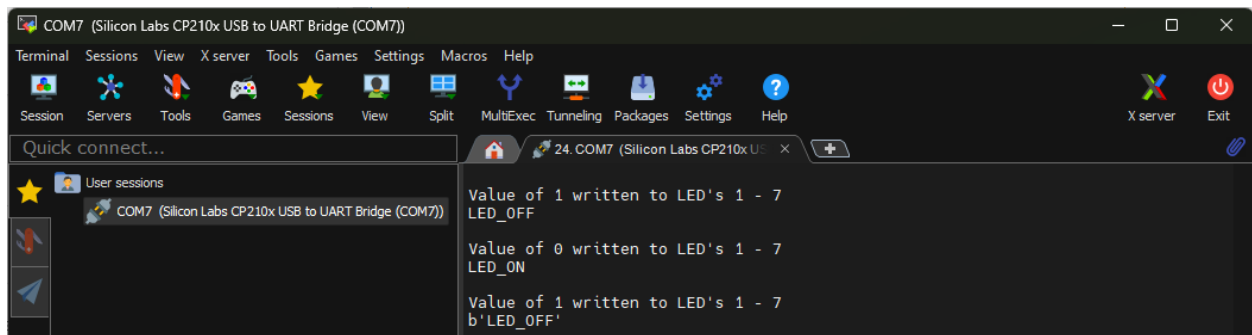 COM7 (Silicon Labs CP210x USB to UART Bridge (COM7))
Terminal Sessions View X server Tools Games Settings Macros Help
Session Servers Tools Games Sessions View Split MultiExec Tunneling Packages Settings Help X server Exit
Quick connect...
24. COM7 (Silicon Labs CP210x US
User sessions
COM7 (Silicon Labs CP210x USB to UART Bridge (COM7))
Value of 1 written to LED's 1 - 7
LED_OFF
Value of 0 written to LED's 1 - 7
LED_ON
Value of 1 written to LED's 1 - 7
b'LED_OFF'